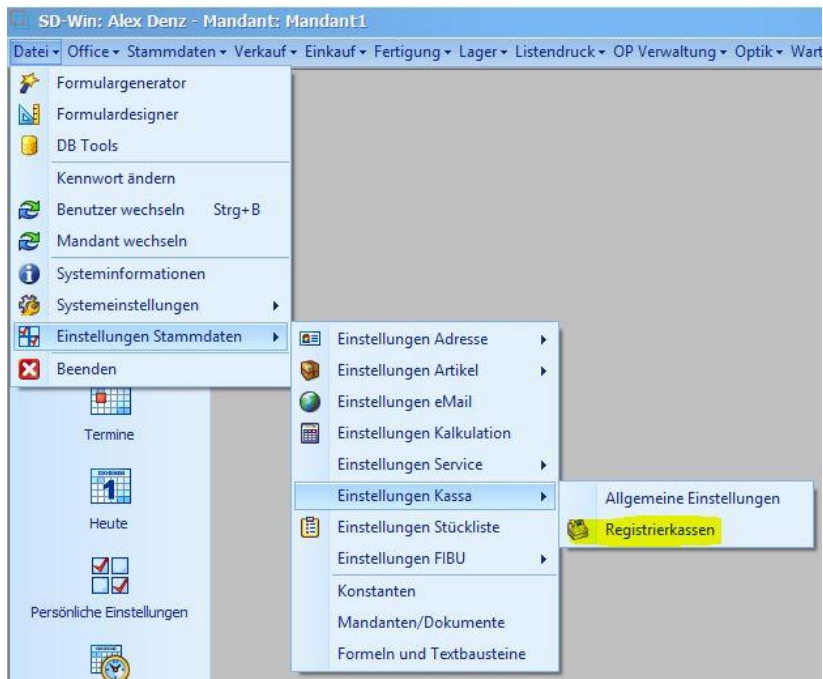 SD-Win: Alex Denz - Mandant: Mandant1
Datei Office Stammdaten Verkauf Einkauf Fertigung Lager Listendruck OP Verwaltung Optik Wart
Formulargenerator
Formulardesigner
DB Tools
Kennwort ändern
Benutzer wechseln Strg+B
Mandant wechseln
Systeminformationen
Systemeinstellungen
Einstellungen Stammdaten
Beenden
Einstellungen Adresse
Einstellungen Artikel
Einstellungen eMail
Einstellungen Kalkulation
Einstellungen Service
Einstellungen Kassa
Einstellungen Stückliste
Einstellungen FIBU
Konstanten
Mandanten/Dokumente
Formeln und Textbausteine
Allgemeine Einstellungen
Registrierkassen
Termine
1
Heute
Persönliche Einstellungen